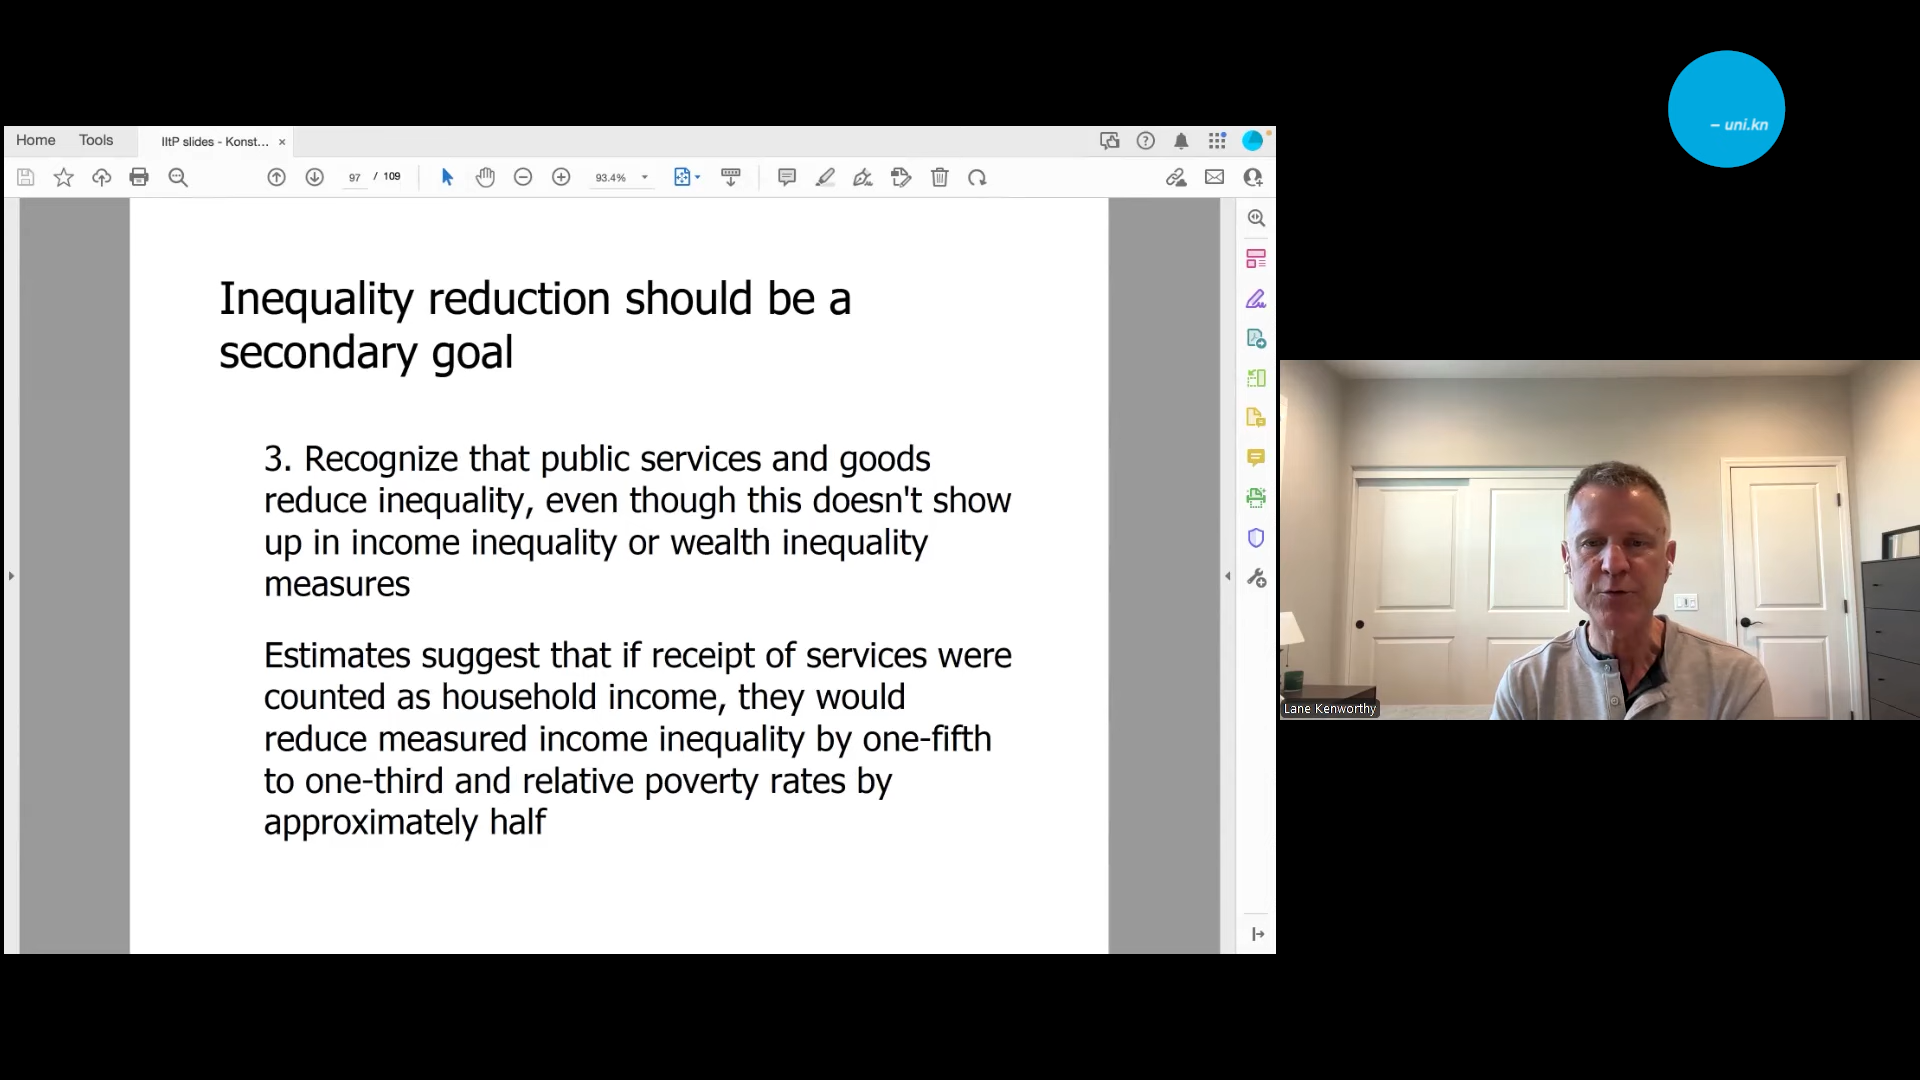 – uni.kn
Home Tools IItP slides - Konst... ×
97 / 109 93.4%
Inequality reduction should be a
secondary goal
3. Recognize that public services and goods
reduce inequality, even though this doesn't show
up in income inequality or wealth inequality
measures
Estimates suggest that if receipt of services were
counted as household income, they would
reduce measured income inequality by one-fifth
to one-third and relative poverty rates by
approximately half
Lane Kenworthy